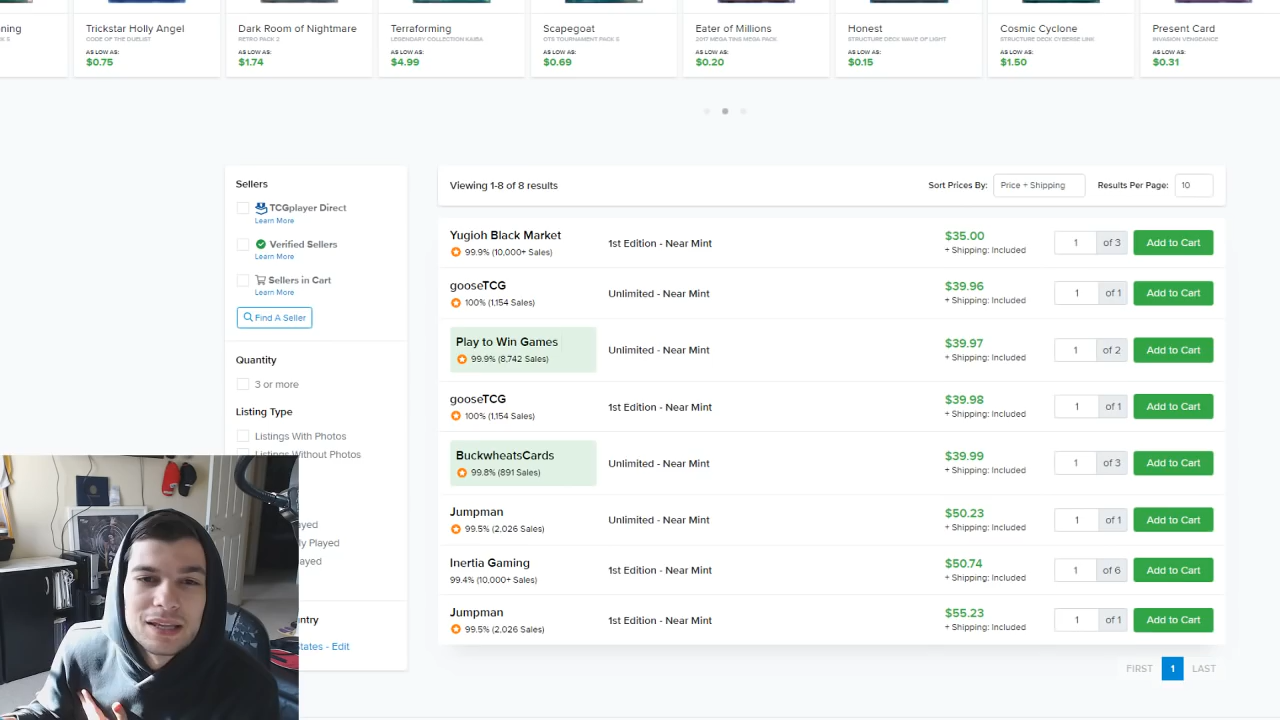 Trickstar Holly Angel
CODE OF THE DUELIST
AS LOW AS:
$0.75
Dark Room of Nightmare
RETRO PACK 2
AS LOW AS:
$1.74
Terraforming
LEGENDARY COLLECTION KAIBA
AS LOW AS:
$4.99
Scapegoat
OTS TOURNAMENT PACK 5
AS LOW AS:
$0.69
Eater of Millions
2017 MEGA TINS MEGA PACK
AS LOW AS:
$0.20
Honest
STRUCTURE DECK WAVE OF LIGHT
AS LOW AS:
$0.15
Cosmic Cyclone
STRUCTURE DECK CYBERSE LINK
AS LOW AS:
$1.50
Present Card
INVASION VENGEANCE
AS LOW AS:
$0.31
Sellers
TCGplayer Direct
Learn More
Verified Sellers
Learn More
Sellers in Cart
Learn More
Find A Seller
Quantity
3 or more
Listing Type
Listings With Photos
Listings Without Photos
ayed
ly Played
ayed
ntry
States - Edit
Viewing 1-8 of 8 results
Sort Prices By: Price + Shipping
Results Per Page: 10
Yugioh Black Market
99.9% (10,000+ Sales)
1st Edition - Near Mint
$35.00
+ Shipping: Included
1 of 3 Add to Cart
gooseTCG
100% (1,154 Sales)
Unlimited - Near Mint
$39.96
+ Shipping: Included
1 of 1 Add to Cart
Play to Win Games
99.9% (8,742 Sales)
Unlimited - Near Mint
$39.97
+ Shipping: Included
1 of 2 Add to Cart
gooseTCG
100% (1,154 Sales)
1st Edition - Near Mint
$39.98
+ Shipping: Included
1 of 1 Add to Cart
BuckwheatsCards
99.8% (891 Sales)
Unlimited - Near Mint
$39.99
+ Shipping: Included
1 of 3 Add to Cart
Jumpman
99.5% (2,026 Sales)
Unlimited - Near Mint
$50.23
+ Shipping: Included
1 of 1 Add to Cart
Inertia Gaming
99.4% (10,000+ Sales)
1st Edition - Near Mint
$50.74
+ Shipping: Included
1 of 6 Add to Cart
Jumpman
99.5% (2,026 Sales)
1st Edition - Near Mint
$55.23
+ Shipping: Included
1 of 1 Add to Cart
FIRST 1 LAST